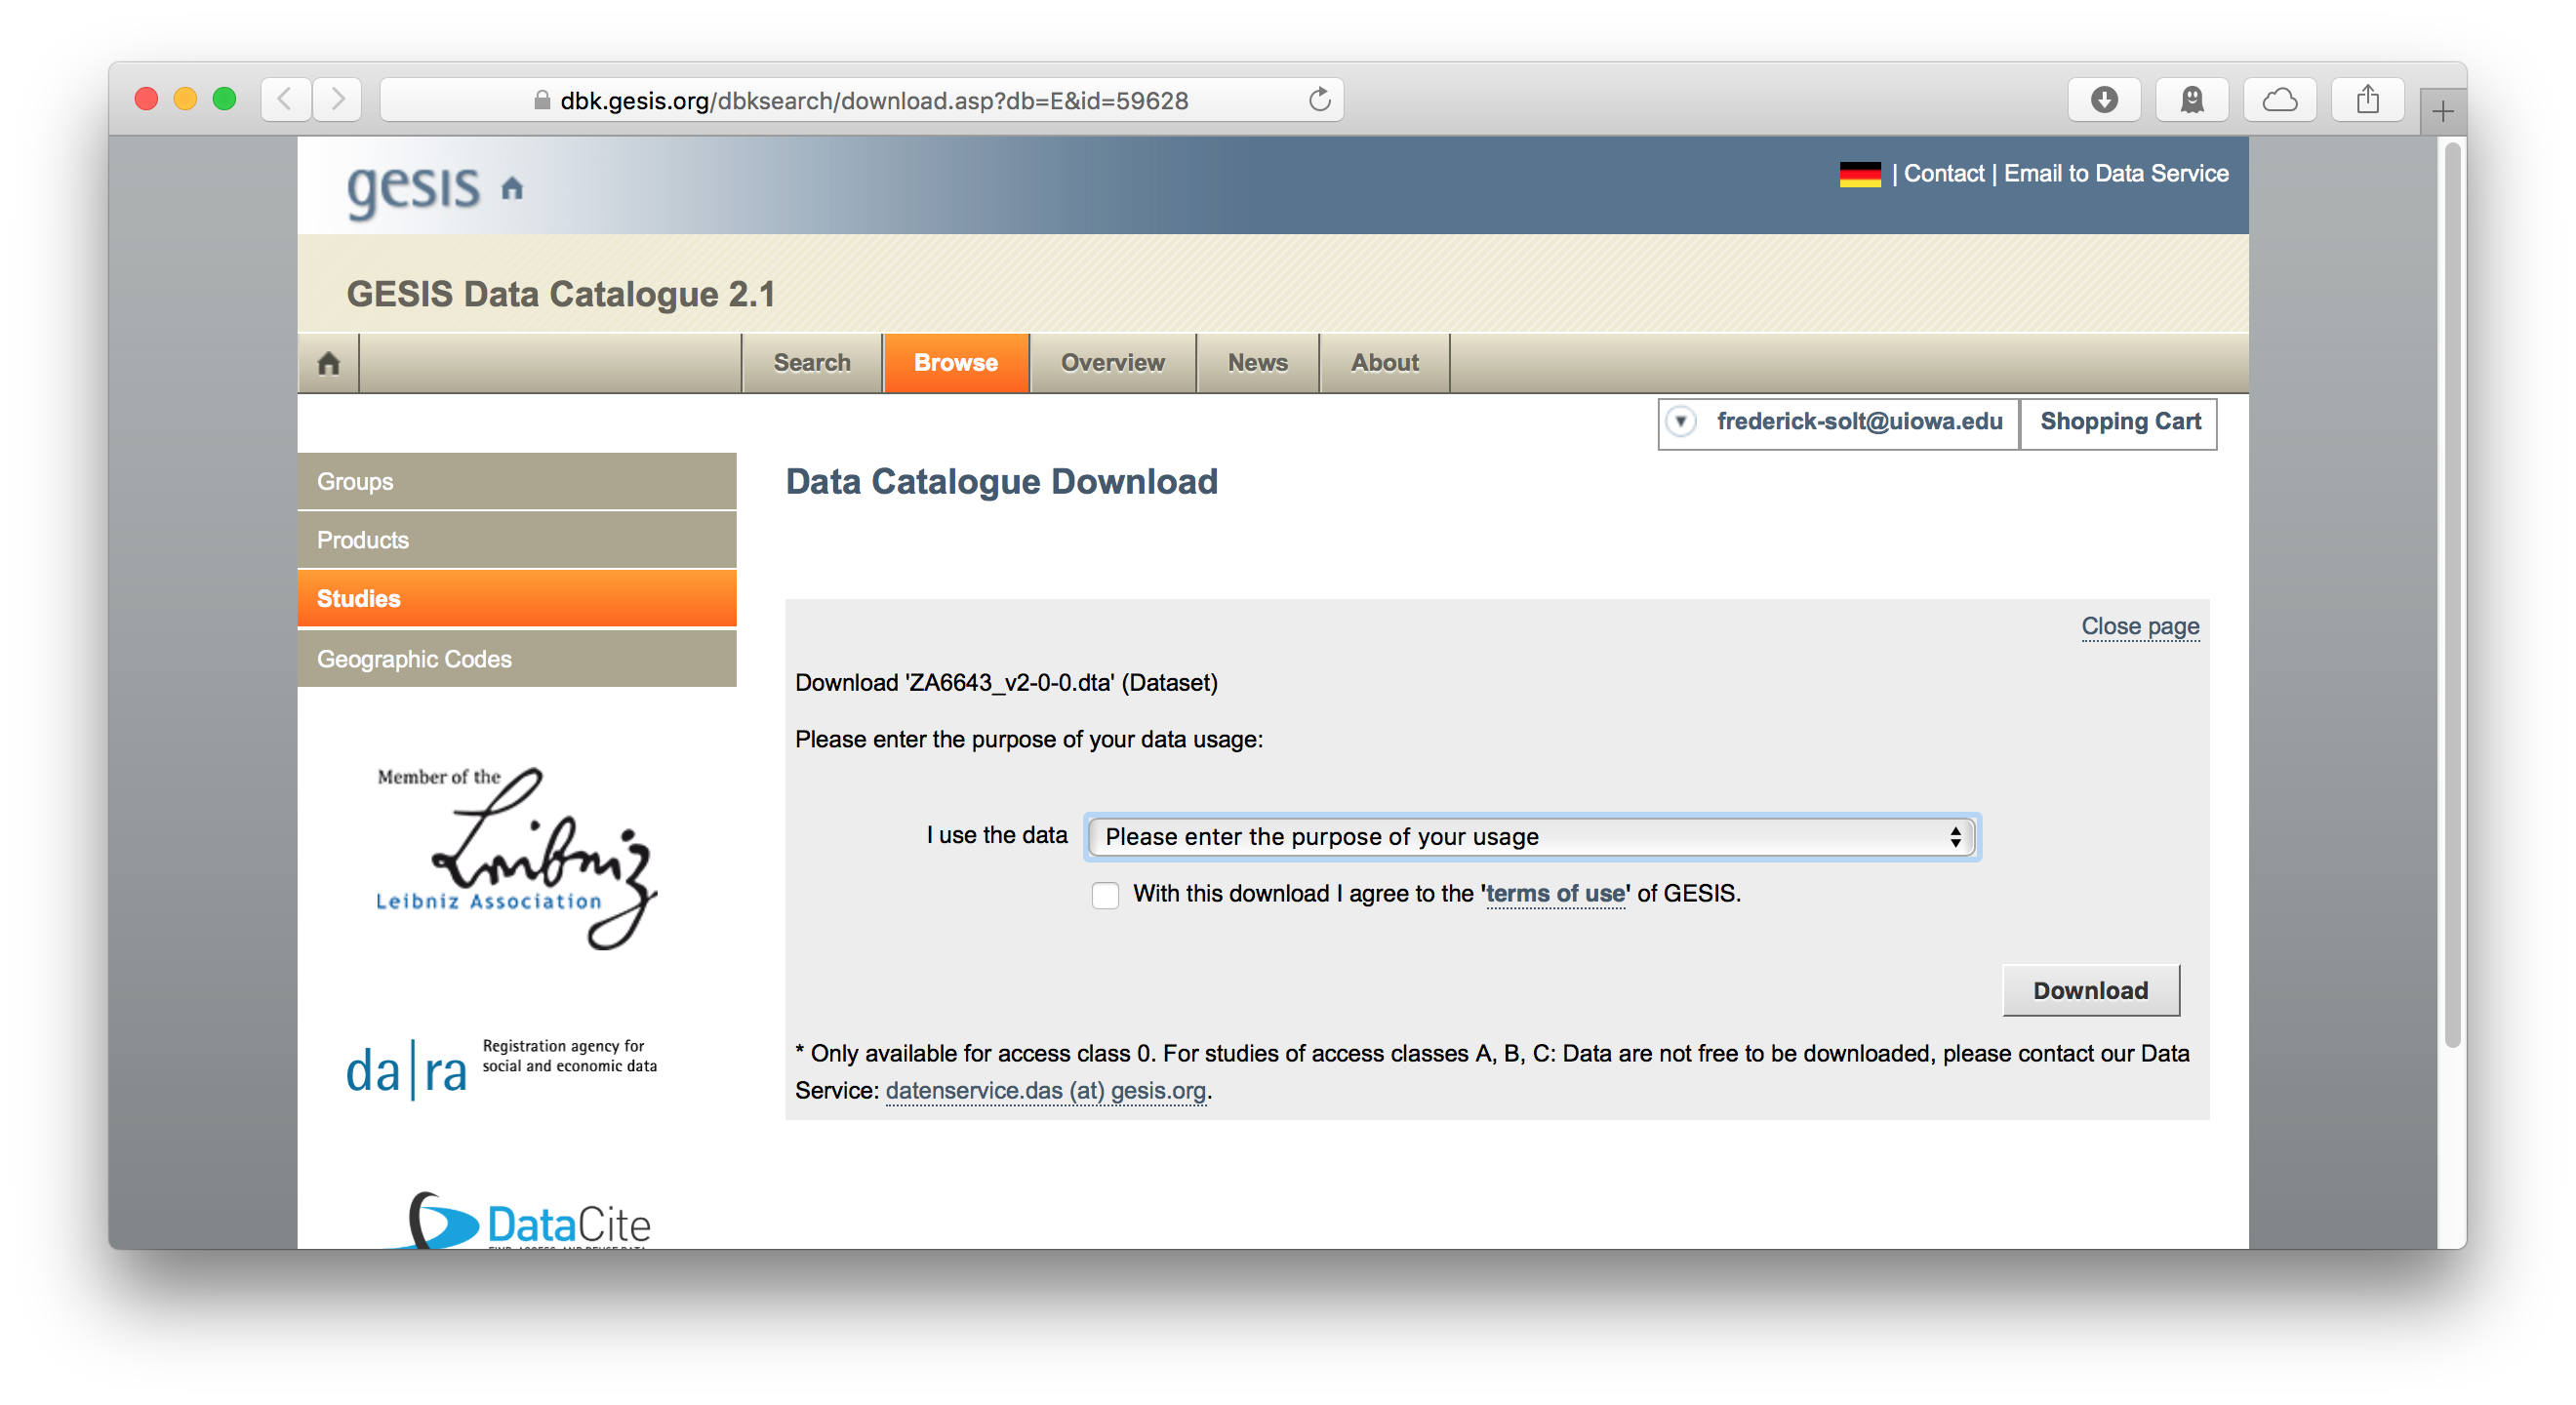 dbk.gesis.org/dbksearch/download.asp?db=E&id=59628
gesis
| Contact | Email to Data Service
GESIS Data Catalogue 2.1
Search
Browse
Overview
News
About
frederick-solt@uiowa.edu
Shopping Cart
Groups
Products
Studies
Geographic Codes
Data Catalogue Download
Close page
Download 'ZA6643_v2-0-0.dta' (Dataset)
Please enter the purpose of your data usage:
I use the data
Please enter the purpose of your usage
With this download I agree to the 'terms of use' of GESIS.
Download
* Only available for access class 0. For studies of access classes A, B, C: Data are not free to be downloaded, please contact our Data
Service: datenservice.das (at) gesis.org.
Member of the
Leibniz
Leibniz Association
da|ra
Registration agency for
social and economic data
DataCite